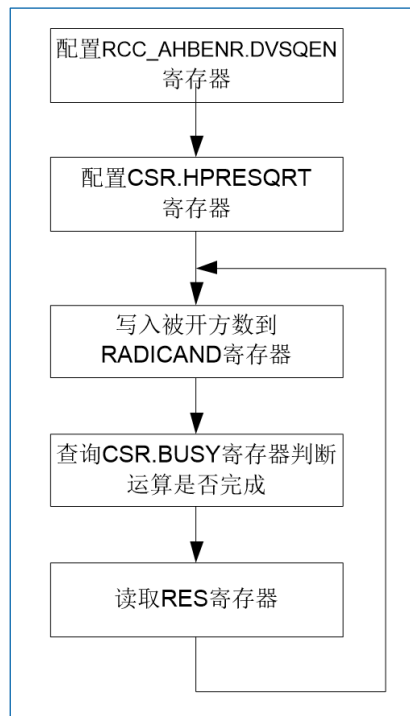 配置RCC_AHBENR.DVSQEN
寄存器
配置CSR.HPRESQRT
寄存器
写入被开方数到
RADICAND寄存器
查询CSR.BUSY寄存器判断
运算是否完成
读取RES寄存器